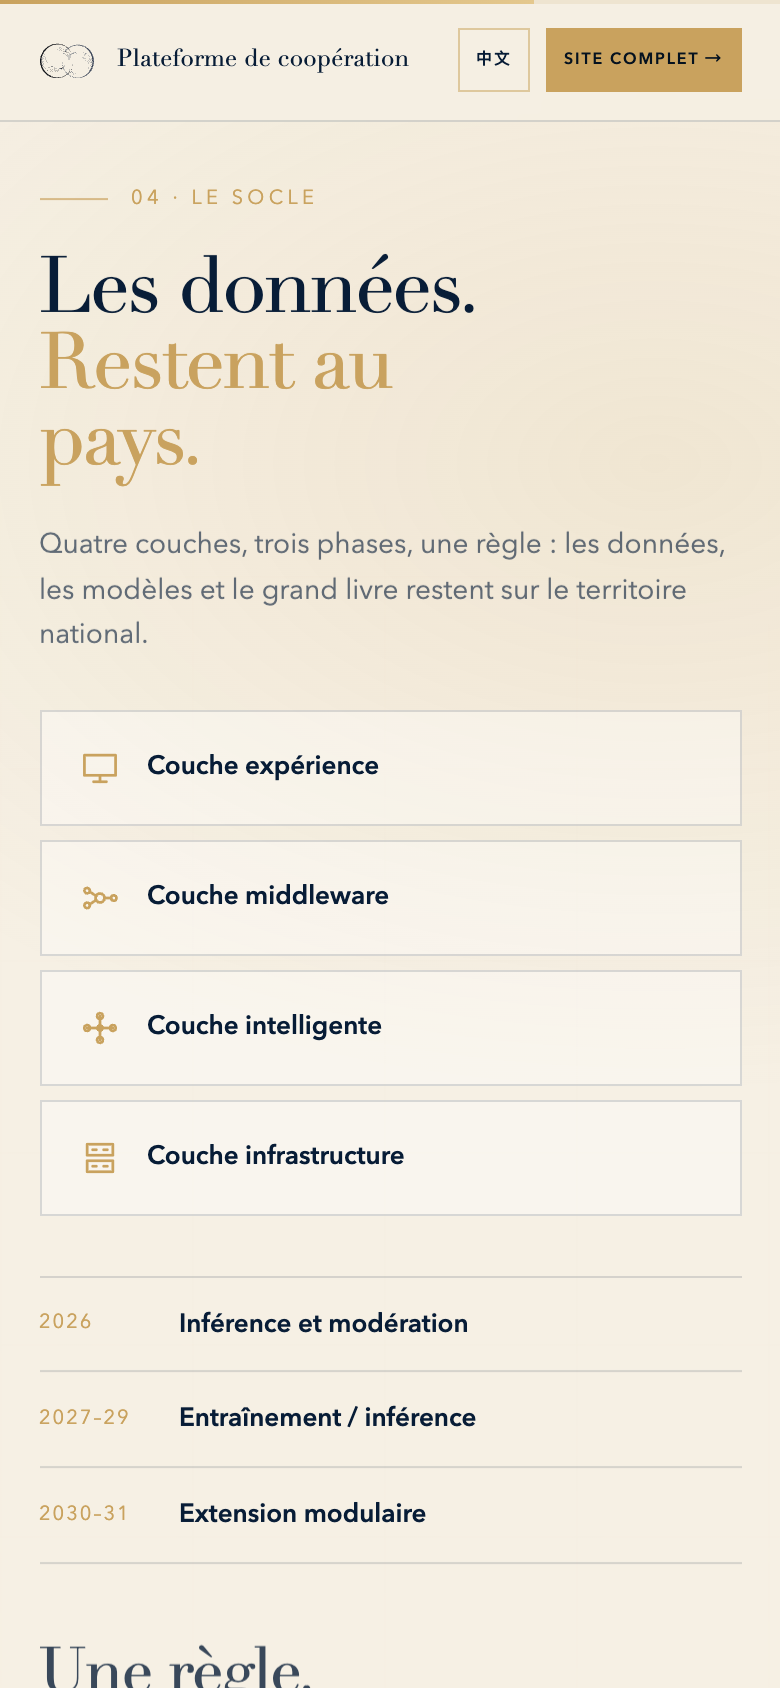 Plateforme de coopération
中文
SITE COMPLET →
04 · LE SOCLE
Les données.
Restent au
pays.
Quatre couches, trois phases, une règle : les données,
les modèles et le grand livre restent sur le territoire
national.
Couche expérience
Couche middleware
Couche intelligente
Couche infrastructure
2026 Inférence et modération
2027–29 Entraînement / inférence
2030–31 Extension modulaire
Une règle.